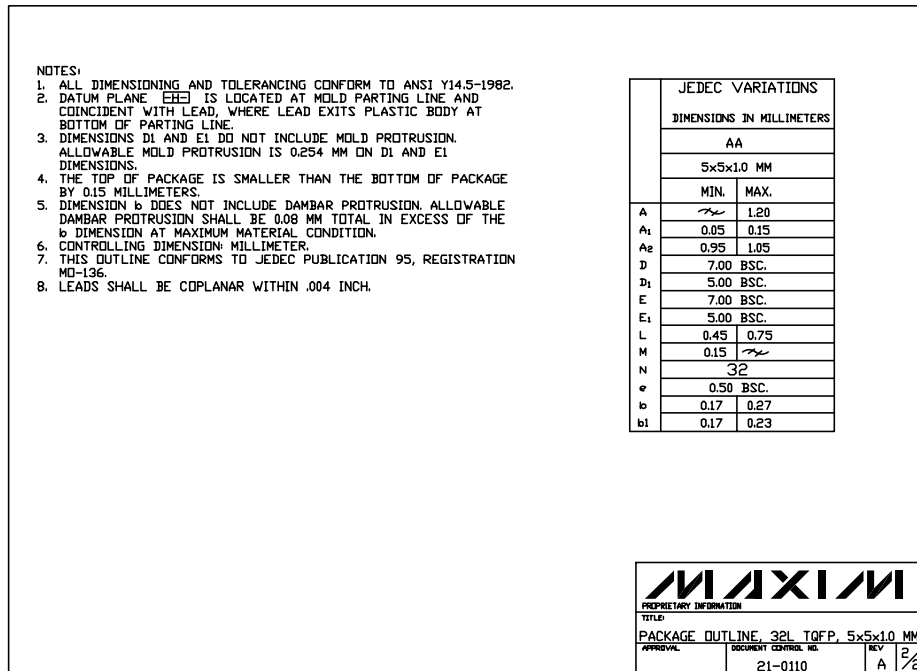 NOTES:
1. ALL DIMENSIONING AND TOLERANCING CONFORM TO ANSI Y14.5-1982.
2. DATUM PLANE -H- IS LOCATED AT MOLD PARTING LINE AND
COINCIDENT WITH LEAD, WHERE LEAD EXITS PLASTIC BODY AT
BOTTOM OF PARTING LINE.
3. DIMENSIONS D1 AND E1 DO NOT INCLUDE MOLD PROTRUSION.
ALLOWABLE MOLD PROTRUSION IS 0.254 MM ON D1 AND E1
DIMENSIONS.
4. THE TOP OF PACKAGE IS SMALLER THAN THE BOTTOM OF PACKAGE
BY 0.15 MILLIMETERS.
5. DIMENSION b DOES NOT INCLUDE DAMBAR PROTRUSION. ALLOWABLE
DAMBAR PROTRUSION SHALL BE 0.08 MM TOTAL IN EXCESS OF THE
b DIMENSION AT MAXIMUM MATERIAL CONDITION.
6. CONTROLLING DIMENSION: MILLIMETER.
7. THIS OUTLINE CONFORMS TO JEDEC PUBLICATION 95, REGISTRATION
MO-136.
8. LEADS SHALL BE COPLANAR WITHIN .004 INCH.
JEDEC VARIATIONS
DIMENSIONS IN MILLIMETERS
AA
5x5x1.0 MM
MIN. MAX.
A 1.20
A1 0.05 0.15
A2 0.95 1.05
D 7.00 BSC.
D1 5.00 BSC.
E 7.00 BSC.
E1 5.00 BSC.
L 0.45 0.75
M 0.15
N 32
e 0.50 BSC.
b 0.17 0.27
b1 0.17 0.23
MAXIM
PROPRIETARY INFORMATION
TITLE:
PACKAGE OUTLINE, 32L TQFP, 5x5x1.0 MM
APPROVAL DOCUMENT CONTROL NO. REV
21-0110 A 2/2